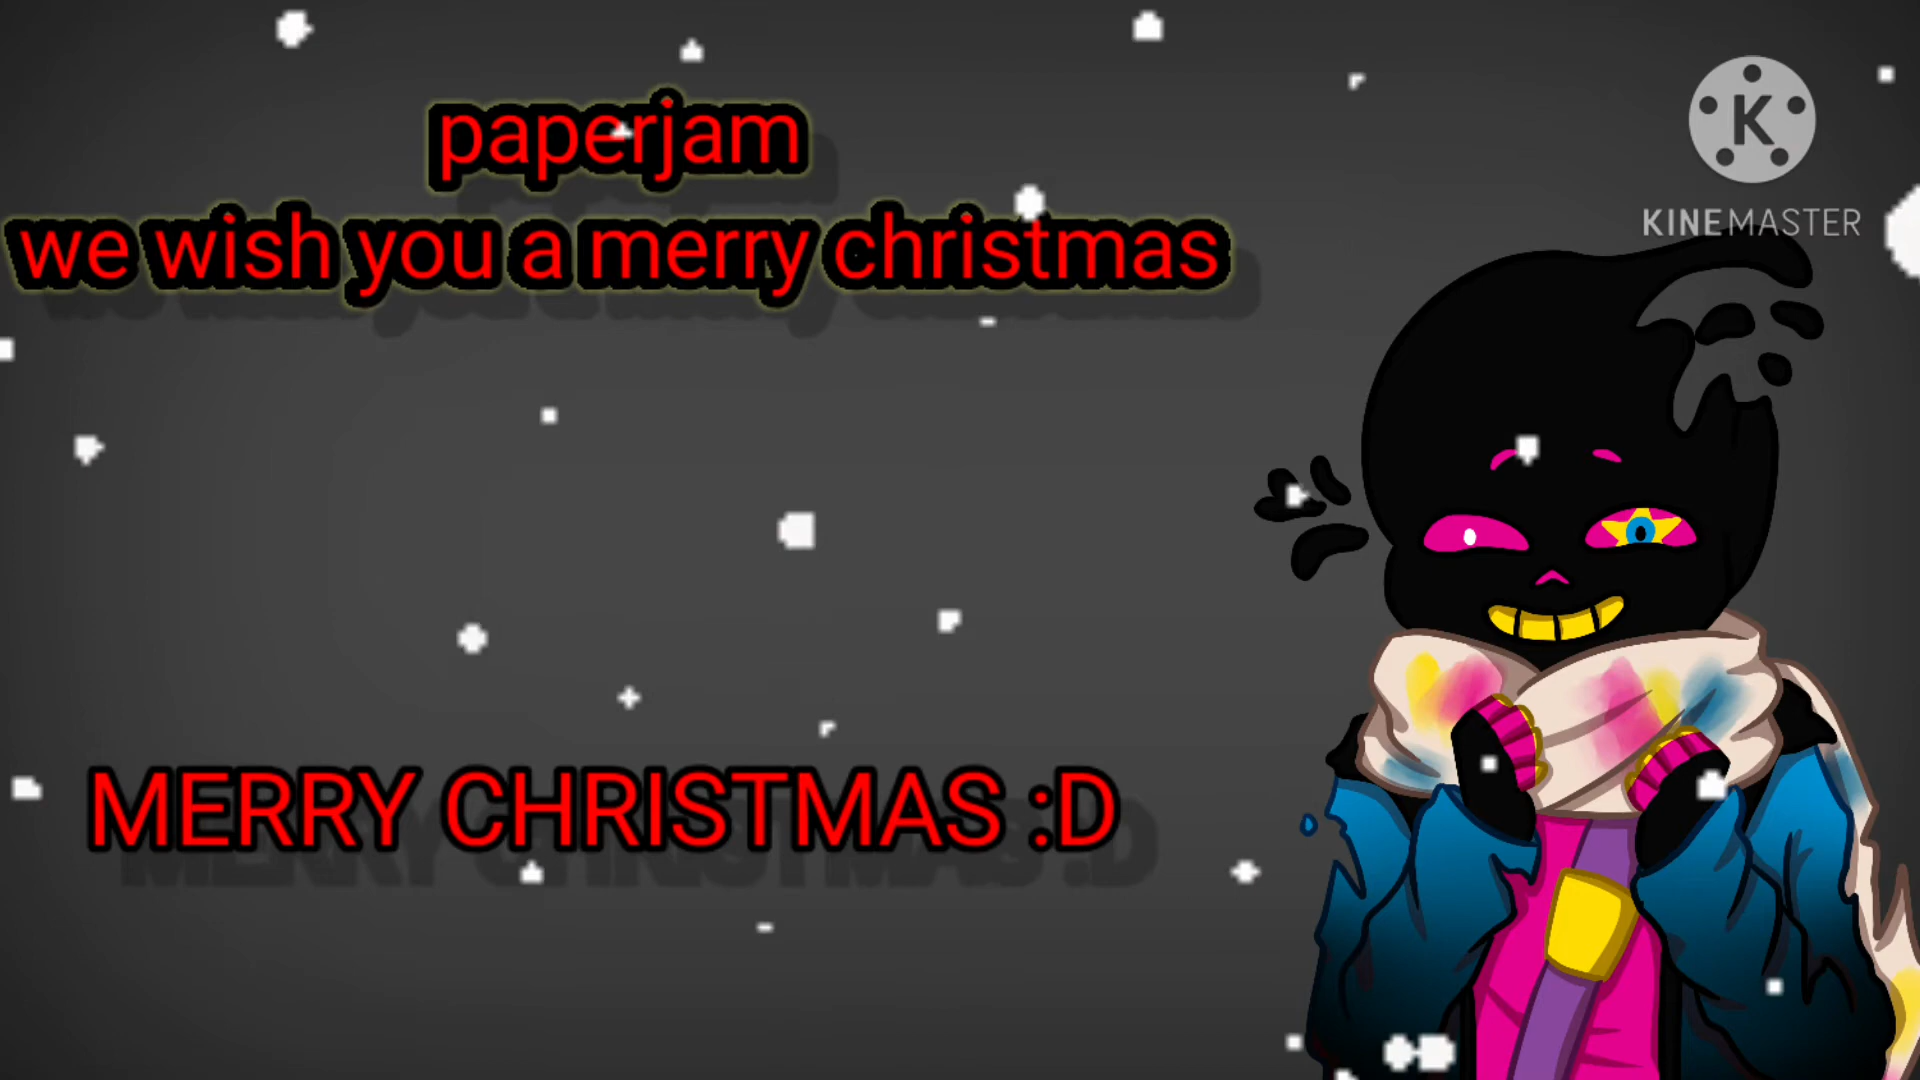 paperjam
we wish you a merry christmas
K
KINEMASTER
MERRY CHRISTMAS :D